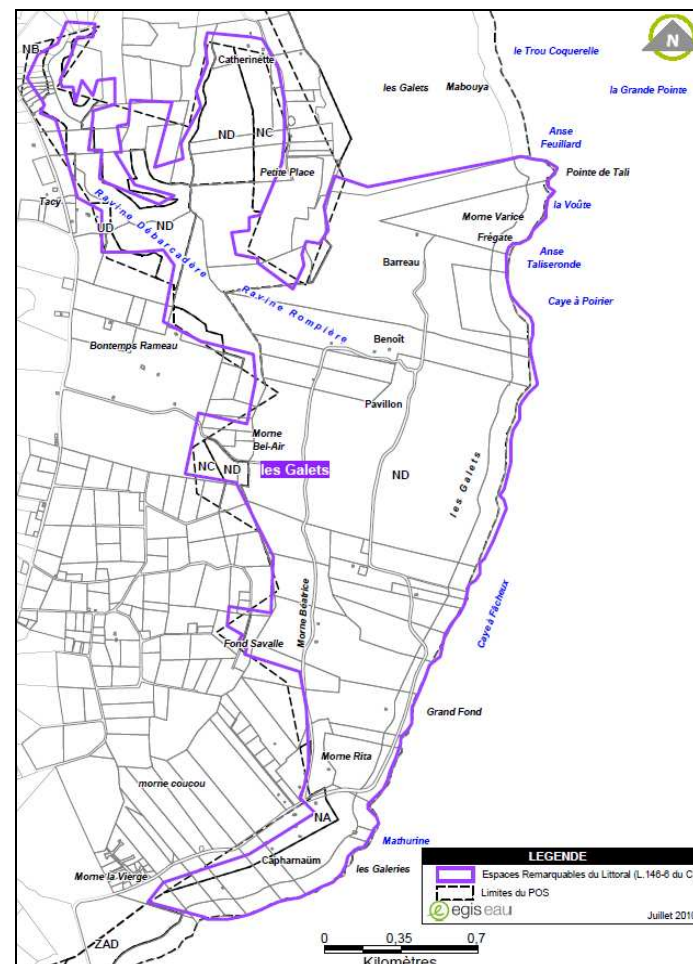 N
le Trou Coquerelle
NB
Catherinette
les Galets
Mabouya
la Grande Pointe
Anse
Feuillard
ND
NC
Petite Place
Pointe de Tali
Tacy
Ravine Débarcadère
la Voûte
UD
ND
Morne Varicé
Frégate
Barreau
Anse
Taliseronde
Ravine Rompière
Caye à Poirier
Benoît
Bontemps Rameau
Pavillon
Morne
Bel-Air
NC
ND
les Galets
ND
les Galets
Morne Béatrice
Caye à Fâcheux
Fond Savalle
Grand Fond
Morne Rita
morne coucou
NA
Mathurine
Capharnaüm
les Galeries
Morne la Vierge
ZAD
LEGENDE
Espaces Remarquables du Littoral (L.146-6 du C
Limites du POS
egis eau
Juillet 2010
0 0,35 0,7
Kilomètres